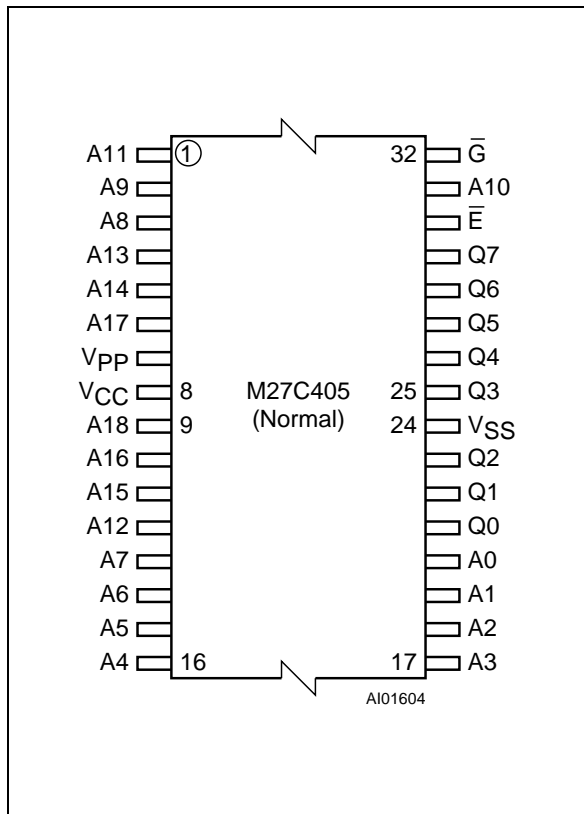 A11 ① 32 G̅
A9 A10
A8 E̅
A13 Q7
A14 Q6
A17 Q5
VPP Q4
VCC 8 M27C405 25 Q3
A18 9 (Normal) 24 VSS
A16 Q2
A15 Q1
A12 Q0
A7 A0
A6 A1
A5 A2
A4 16 17 A3
AI01604